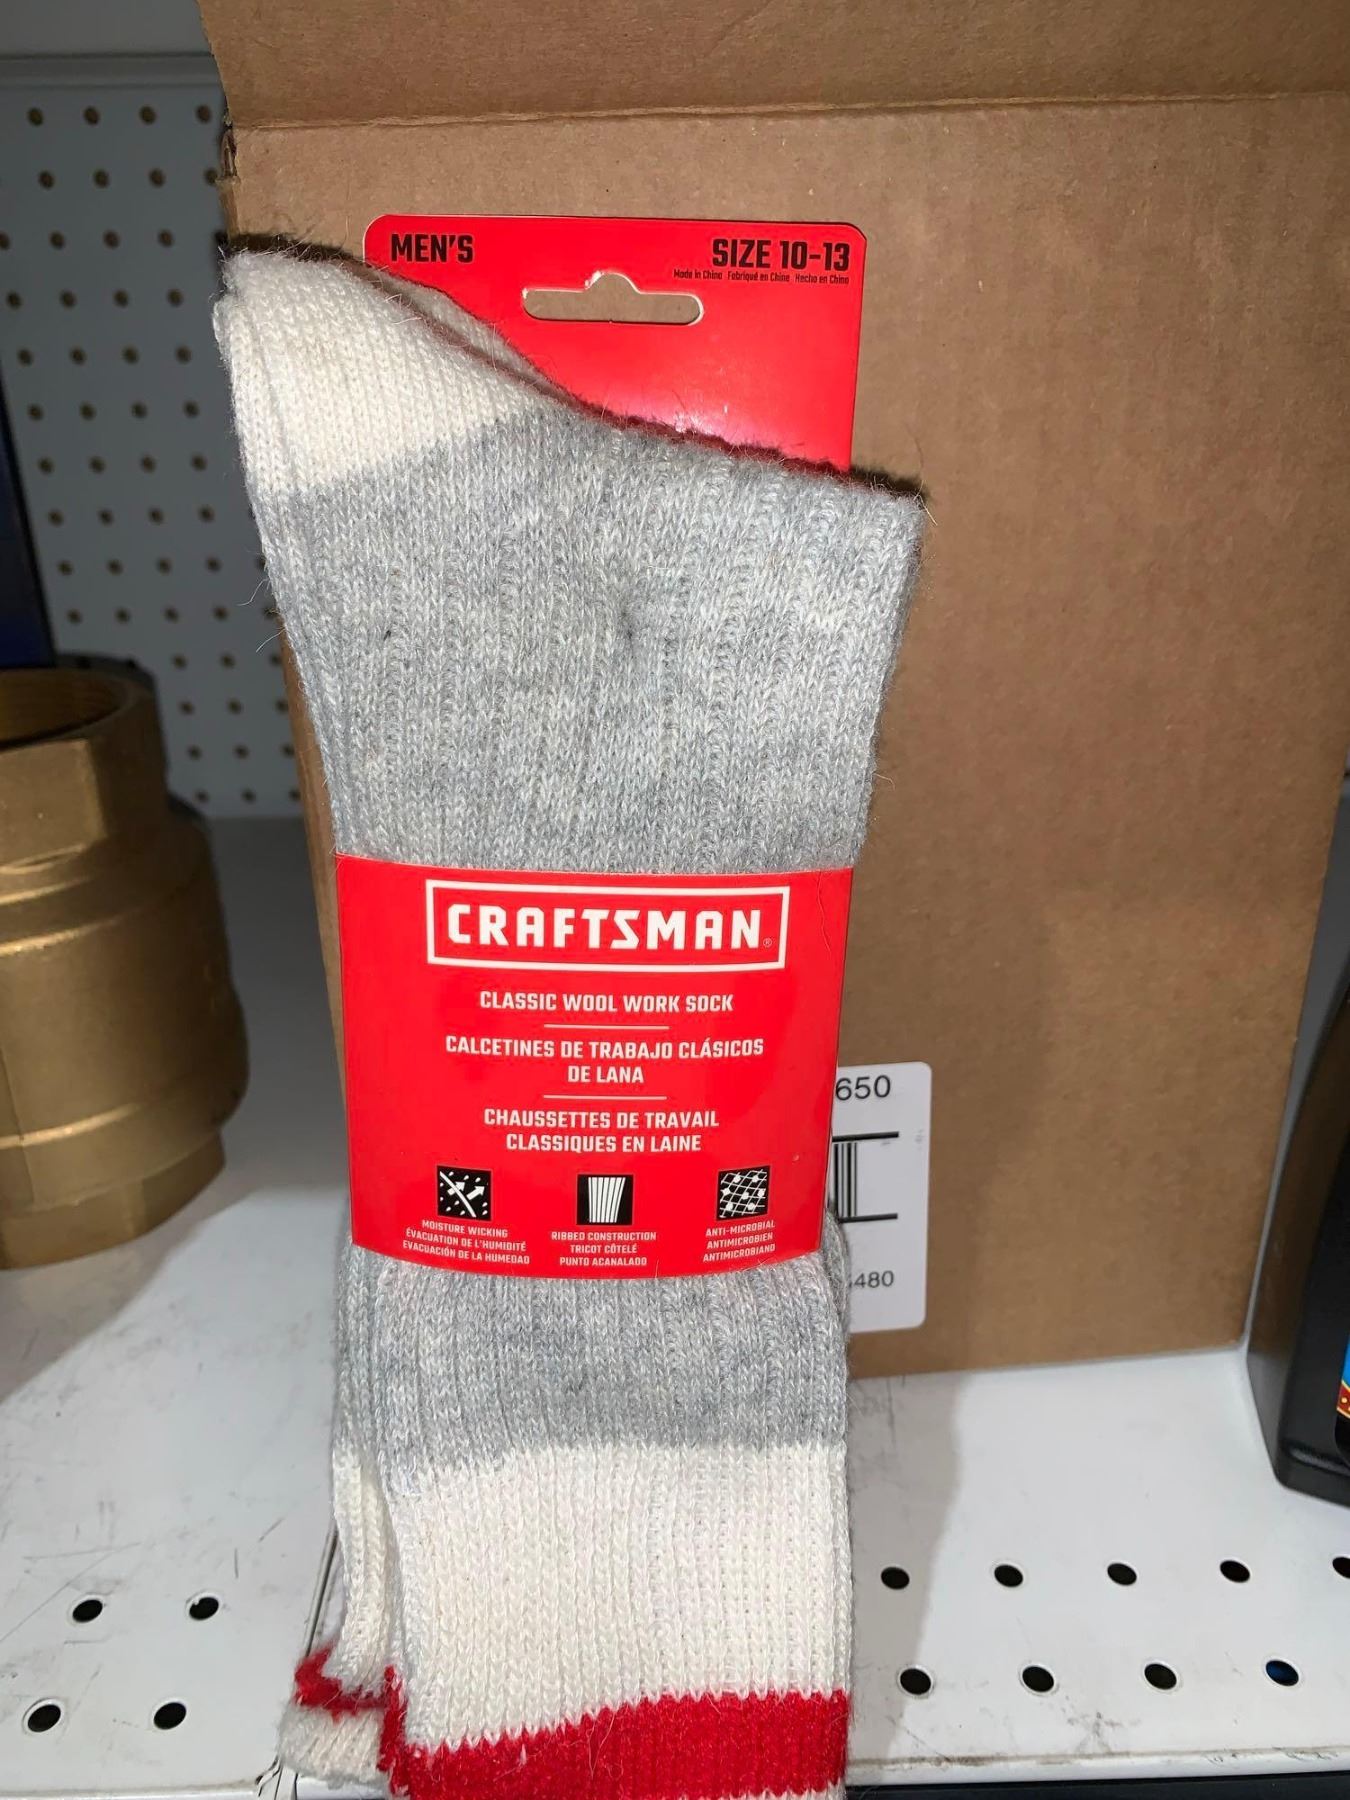 MEN'S
SIZE 10-13
Made in China Fabriqué en Chine Hecho en China
CRAFTSMAN®
CLASSIC WOOL WORK SOCK
CALCETINES DE TRABAJO CLÁSICOS
DE LANA
CHAUSSETTES DE TRAVAIL
CLASSIQUES EN LAINE
MOISTURE WICKING
ÉVACUATION DE L'HUMIDITÉ
EVACUACIÓN DE LA HUMEDAD
RIBBED CONSTRUCTION
TRICOT CÔTELÉ
PUNTO ACANALADO
ANTI-MICROBIAL
ANTIMICROBIEN
ANTIMICROBIANO
650
480